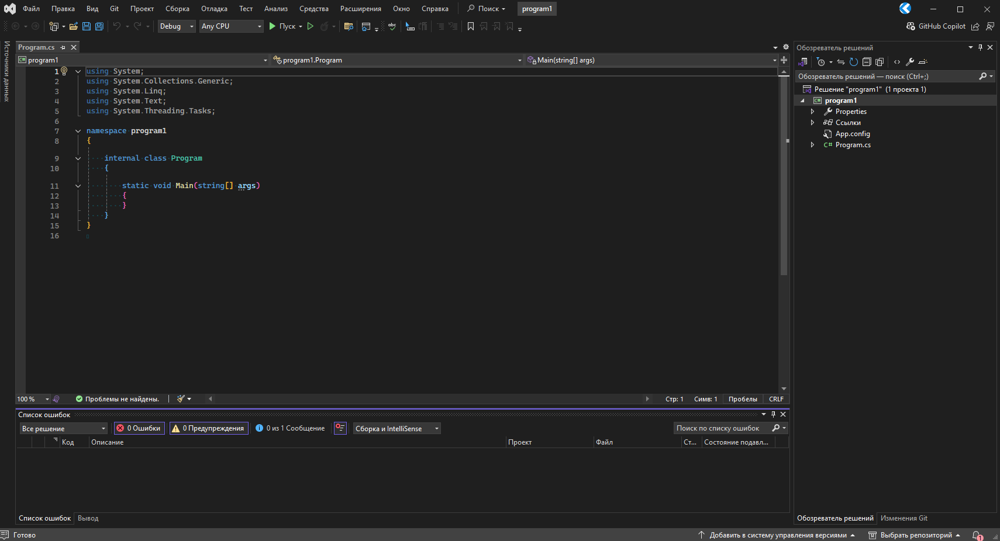 Файл Правка Вид Git Проект Сборка Отладка Тест Анализ Средства Расширения Окно Справка Поиск program1
Debug Any CPU Пуск abc GitHub Copilot
Источники данных
Program.cs
program1 program1.Program Main(string[] args)
1 using System;
2 using System.Collections.Generic;
3 using System.Linq;
4 using System.Text;
5 using System.Threading.Tasks;
6
7 namespace program1
8 {
9 internal class Program
10 {
11 static void Main(string[] args)
12 {
13 }
14 }
15 }
16
100 % Проблемы не найдены. Стр: 1 Симв: 1 Пробелы CRLF
Список ошибок
Все решение 0 Ошибки 0 Предупреждения 0 из 1 Сообщение Сборка и IntelliSense Поиск по списку ошибок
Код Описание Проект Файл Ст... Состояние подавл...
Список ошибок Вывод
Обозреватель решений
Обозреватель решений — поиск (Ctrl+;)
Решение "program1" (1 проекта 1)
C# program1
Properties
Ссылки
App.config
C# Program.cs
Обозреватель решений Изменения Git
Готово Добавить в систему управления версиями Выбрать репозиторий 1